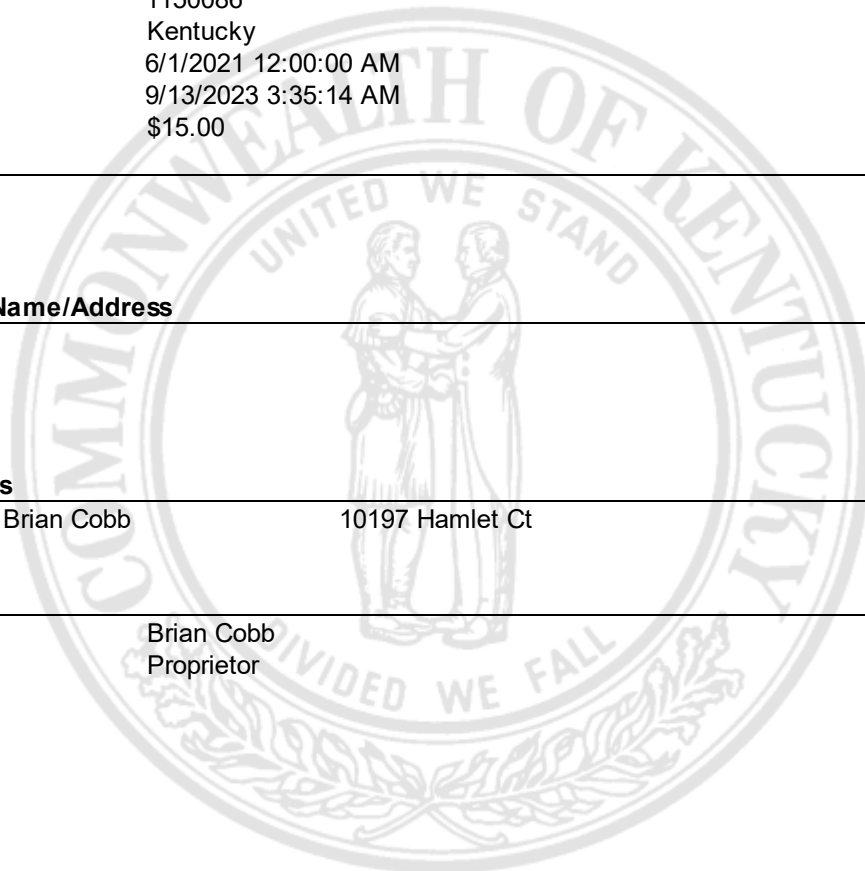 1150086
Kentucky
6/1/2021 12:00:00 AM
9/13/2023 3:35:14 AM
$15.00
COMMONWEALTH OF KENTUCKY
UNITED WE STAND
Name/Address
s
Brian Cobb 10197 Hamlet Ct
Brian Cobb
Proprietor
DIVIDED WE FALL